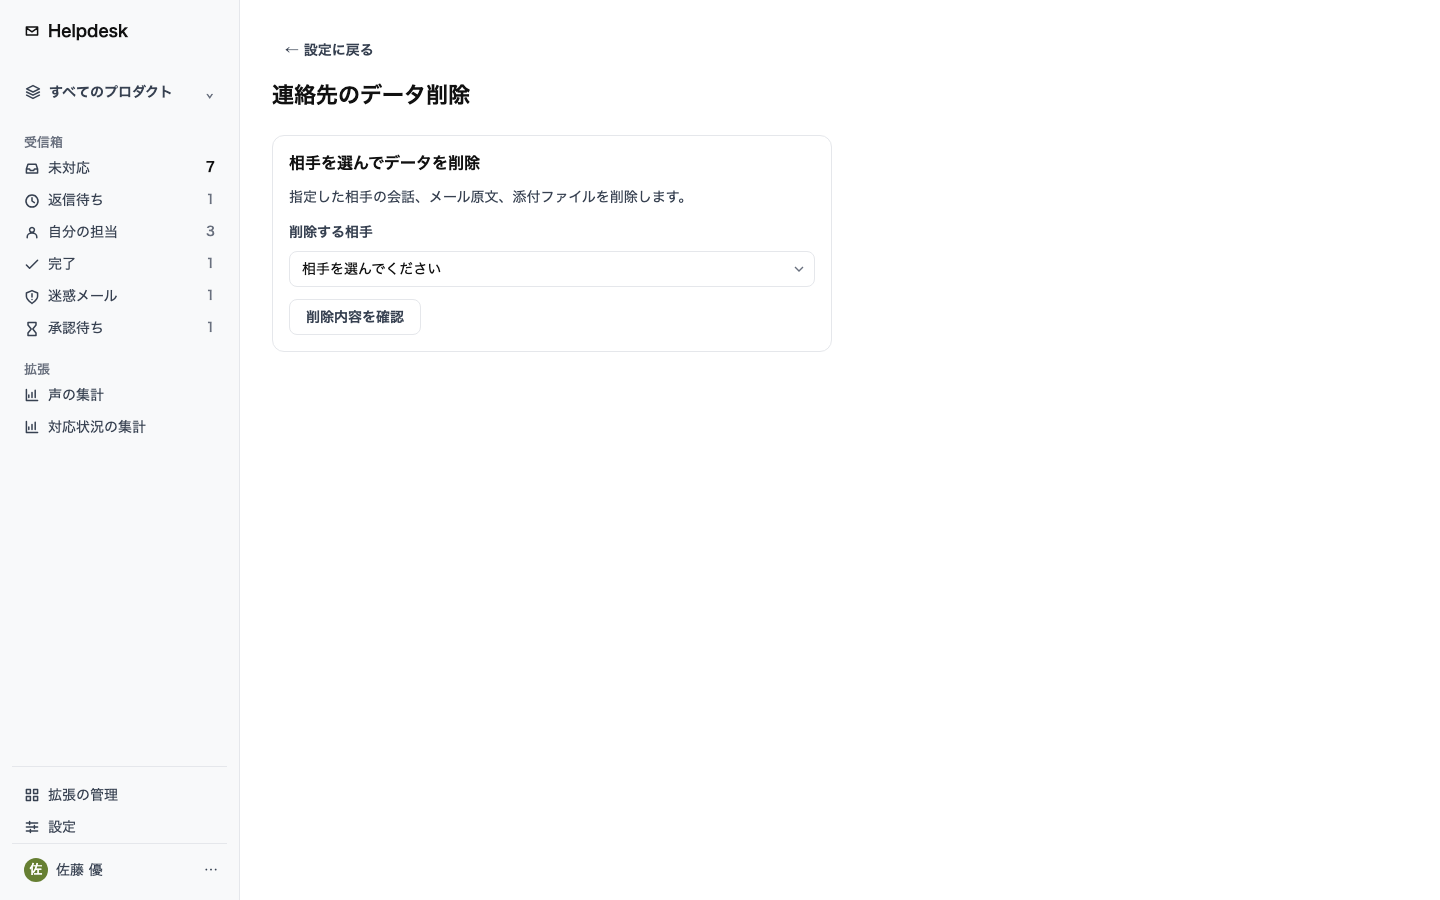 Helpdesk
すべてのプロダクト
受信箱
未対応 7
返信待ち 1
自分の担当 3
完了 1
迷惑メール 1
承認待ち 1
拡張
声の集計
対応状況の集計
拡張の管理
設定
佐 佐藤 優 …
← 設定に戻る
連絡先のデータ削除
相手を選んでデータを削除
指定した相手の会話、メール原文、添付ファイルを削除します。
削除する相手
相手を選んでください
削除内容を確認